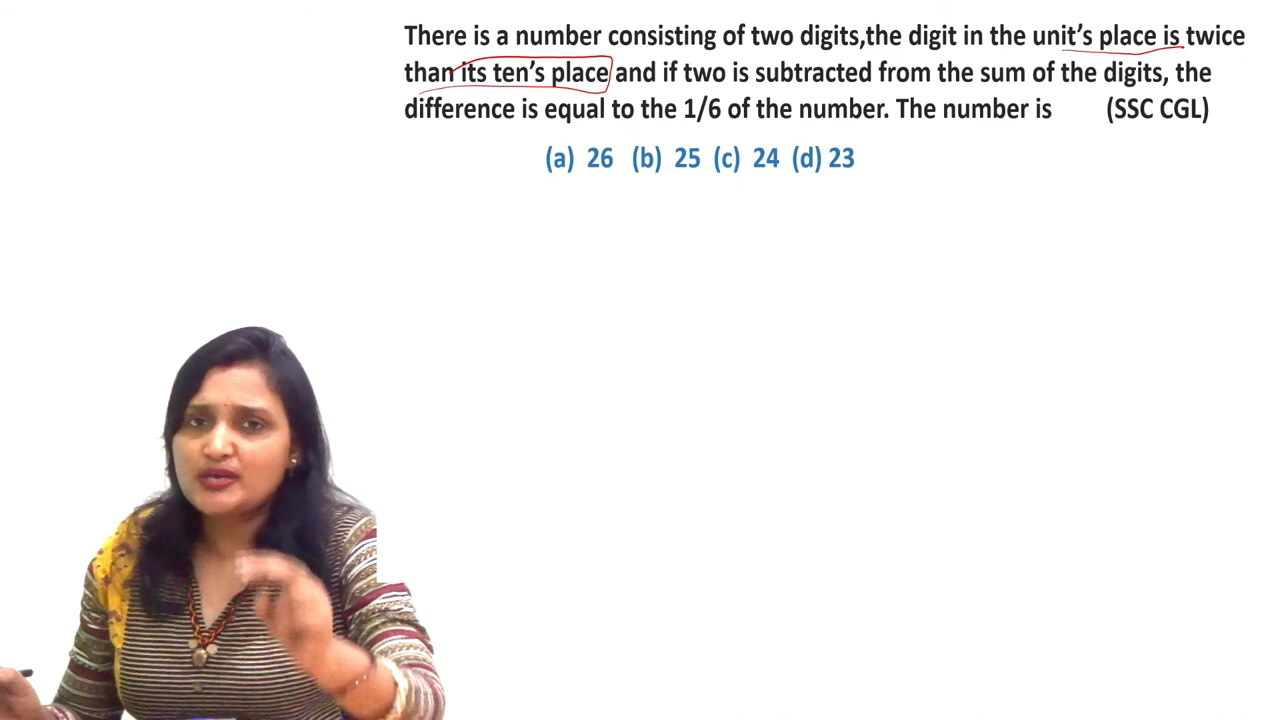 There is a number consisting of two digits,the digit in the unit's place is twice
than its ten's place and if two is subtracted from the sum of the digits, the
difference is equal to the 1/6 of the number. The number is (SSC CGL)
(a) 26 (b) 25 (c) 24 (d) 23